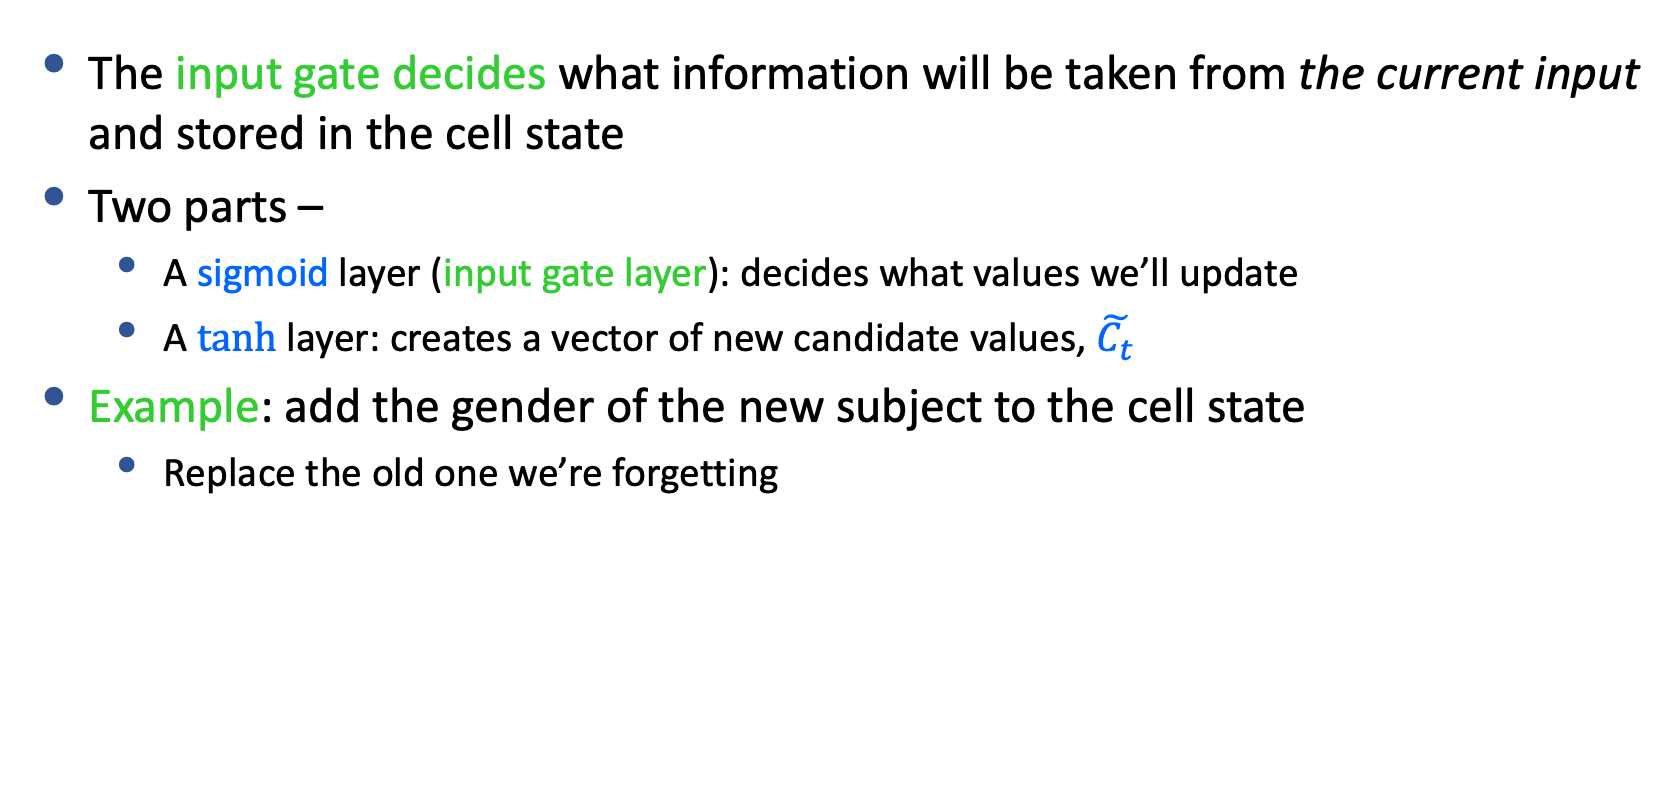 • The input gate decides what information will be taken from the current input
and stored in the cell state
• Two parts –
• A sigmoid layer (input gate layer): decides what values we’ll update
• A tanh layer: creates a vector of new candidate values, C̃ₜ
• Example: add the gender of the new subject to the cell state
• Replace the old one we’re forgetting